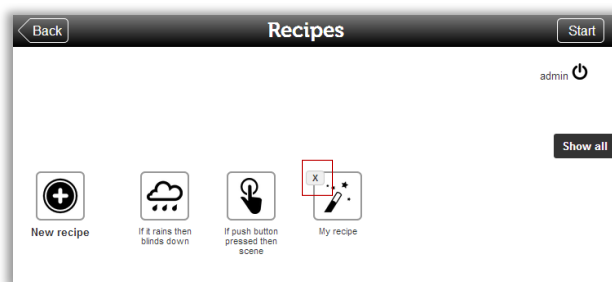 Back
Recipes
Start
admin
Show all
X
New recipe
If it rains then
blinds down
If push button
pressed then
scene
My recipe